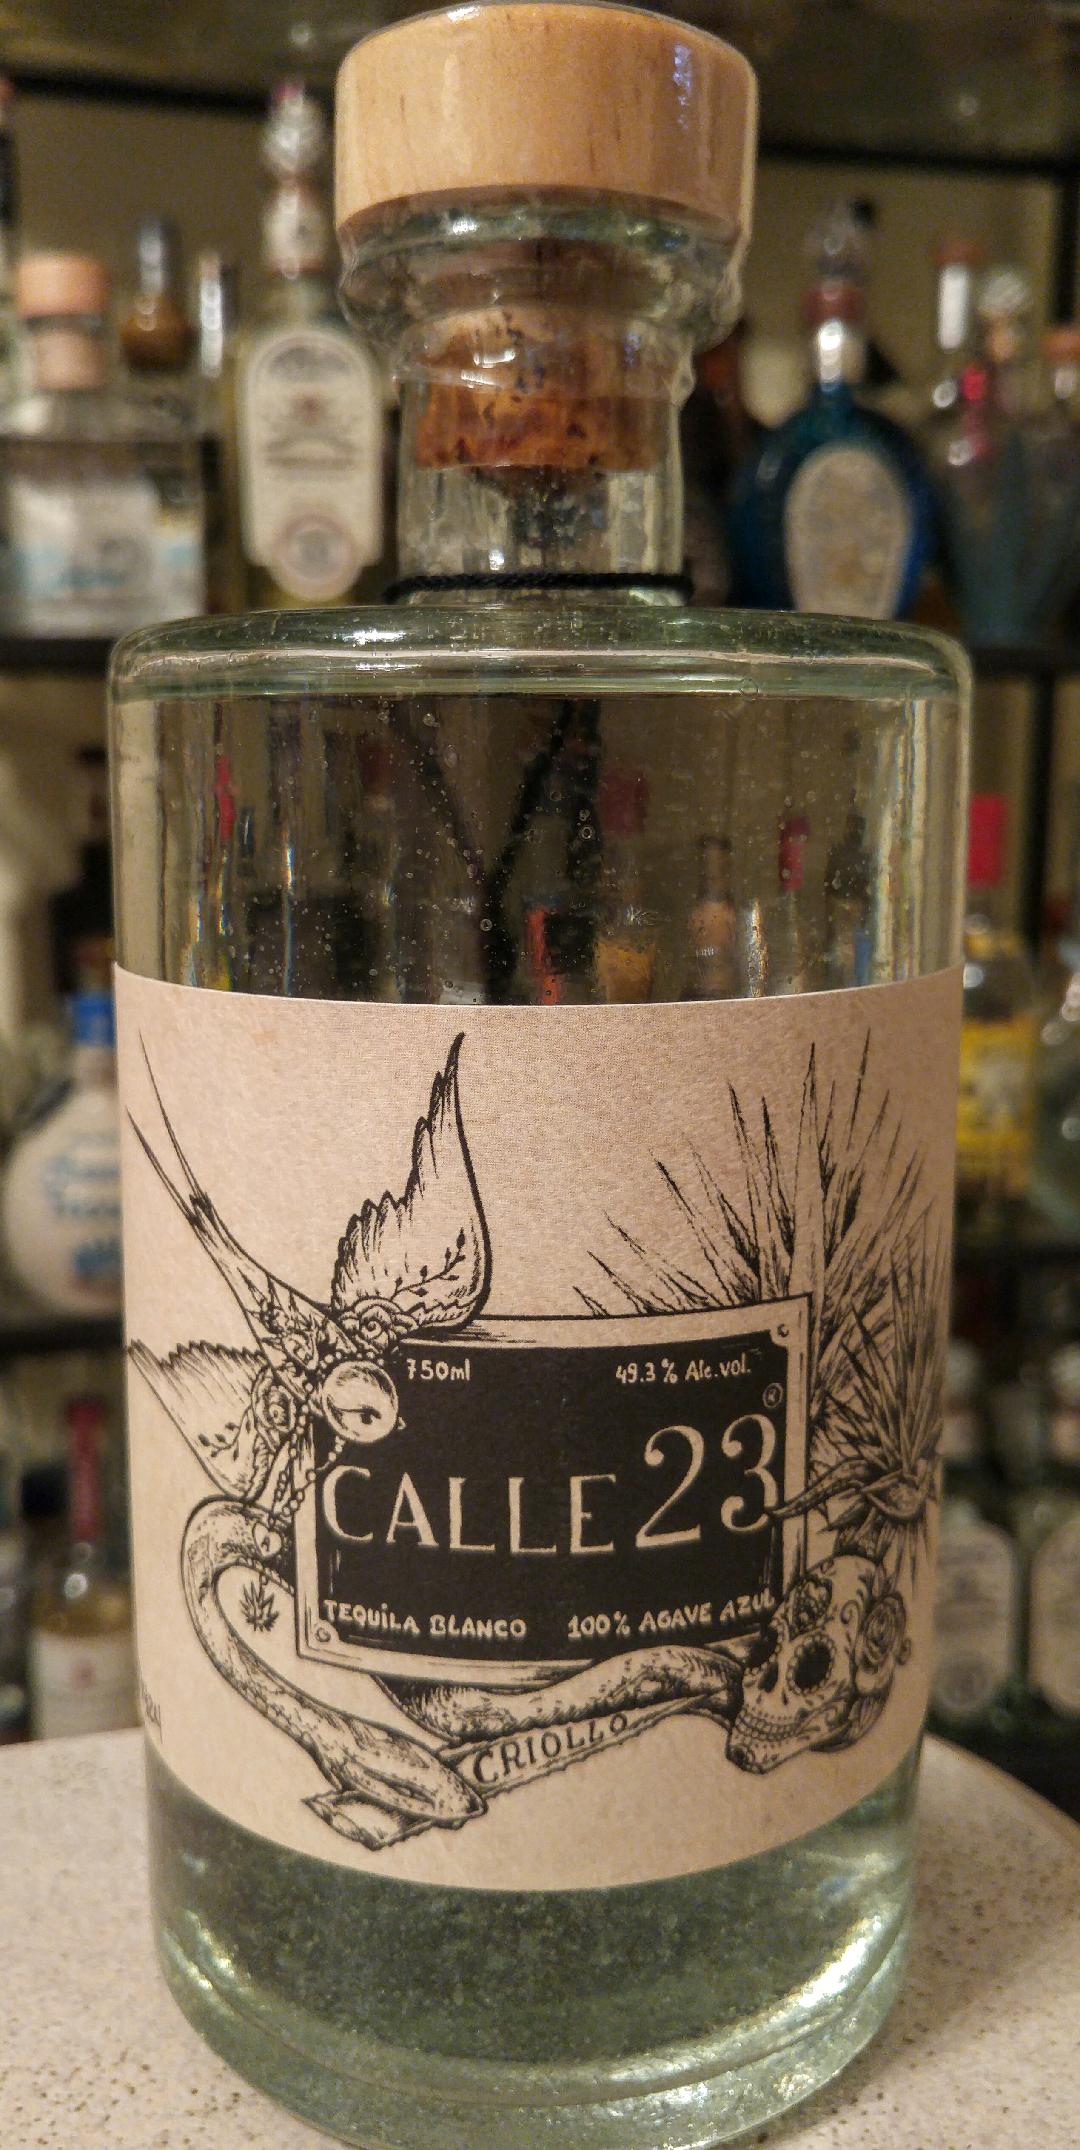 750ml 49.3% Alc.vol.
CALLE 23®
TEQUiLA BLANCO 100% AGAVE AZUL
CRIOLLO